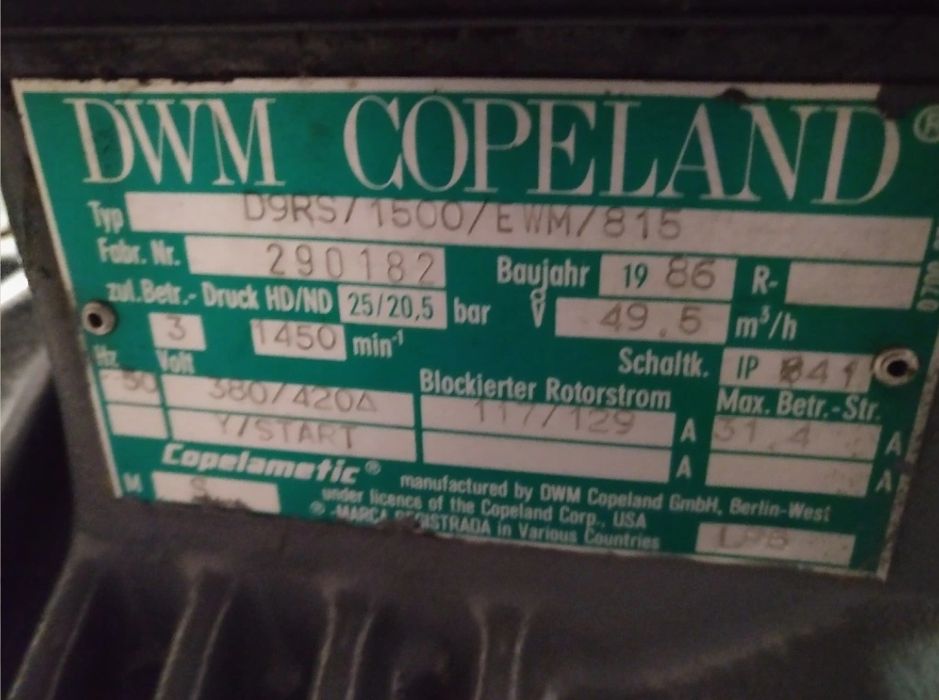 DWM COPELAND ®
Typ D9RS/1500/EWM/815
Fabr. Nr. 290182 Baujahr 19 86 R-
zul. Betr.- Druck HD/ND 25/20,5 bar V 49.5 m³/h
3 1450 min⁻¹ Schaltk. IP
Hz Volt Blockierter Rotorstrom Max. Betr.-Str.
50 380/420Δ 117/129 A 31.4 A
Y/START A A
Copelametic® manufactured by DWM Copeland GmbH, Berlin-West
M S under licence of the Copeland Corp., USA
® -MARCA REGISTRADA in Various Countries